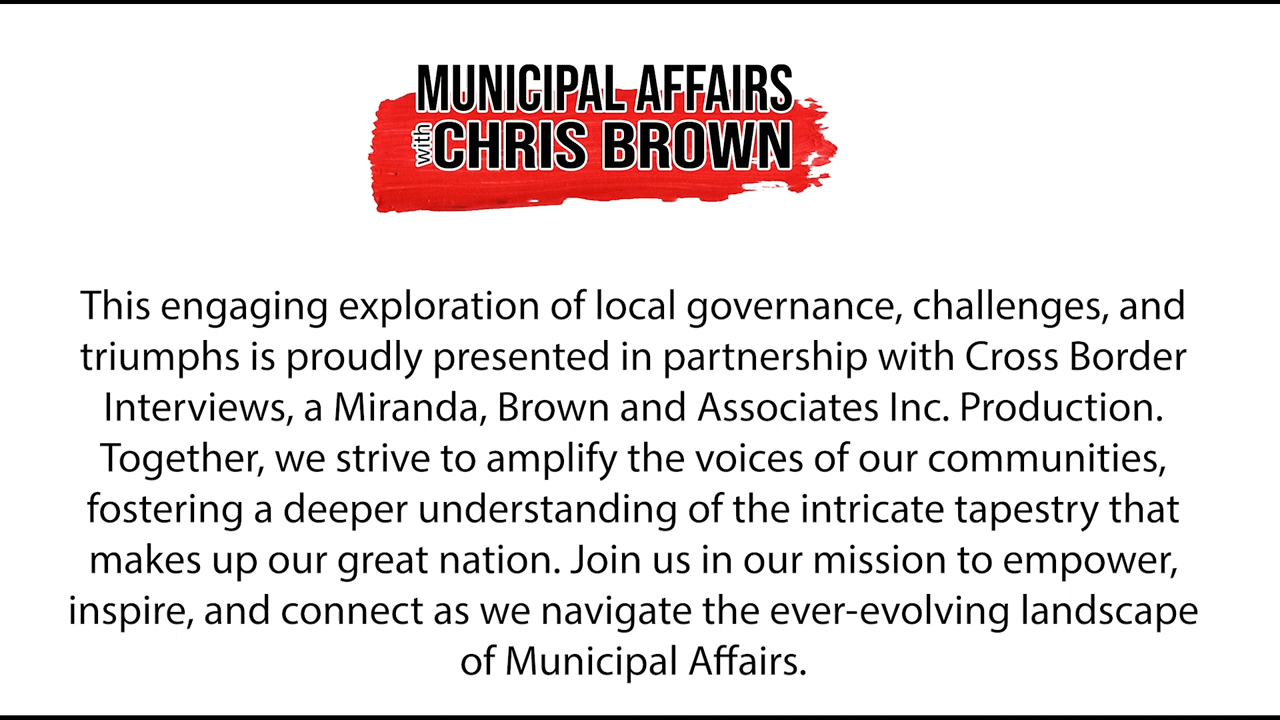 MUNICIPAL AFFAIRS
with CHRIS BROWN
This engaging exploration of local governance, challenges, and
triumphs is proudly presented in partnership with Cross Border
Interviews, a Miranda, Brown and Associates Inc. Production.
Together, we strive to amplify the voices of our communities,
fostering a deeper understanding of the intricate tapestry that
makes up our great nation. Join us in our mission to empower,
inspire, and connect as we navigate the ever-evolving landscape
of Municipal Affairs.